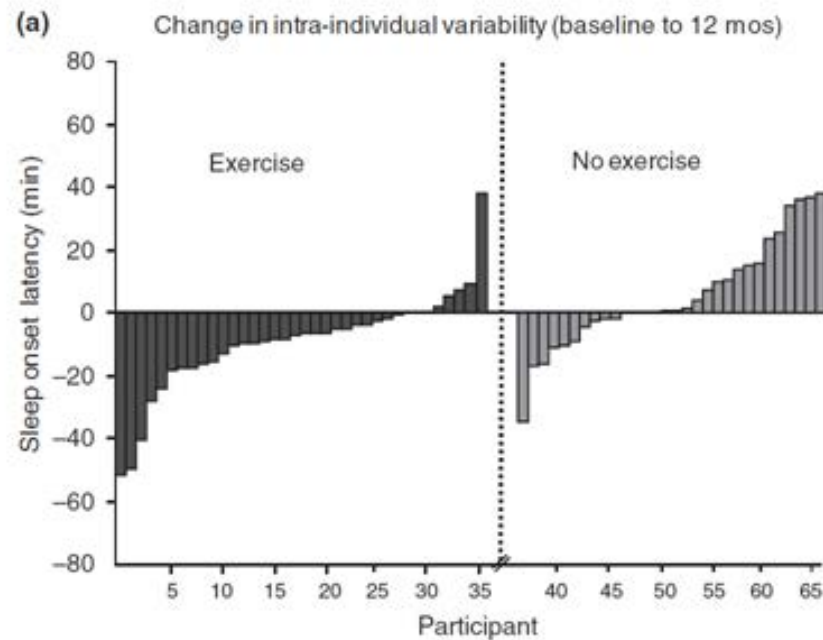 (a) Change in intra-individual variability (baseline to 12 mos)
80
60
40
20
0
−20
−40
−60
−80
Sleep onset latency (min)
Exercise
No exercise
5 10 15 20 25 30 35 40 45 50 55 60 65
Participant